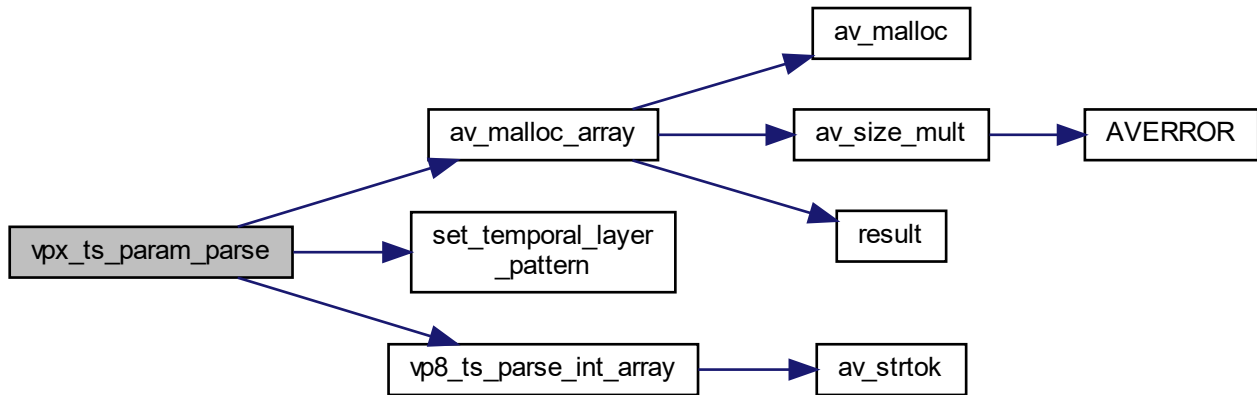 av_malloc
av_malloc_array
av_size_mult
AVERROR
vpx_ts_param_parse
set_temporal_layer
_pattern
result
vp8_ts_parse_int_array
av_strtok